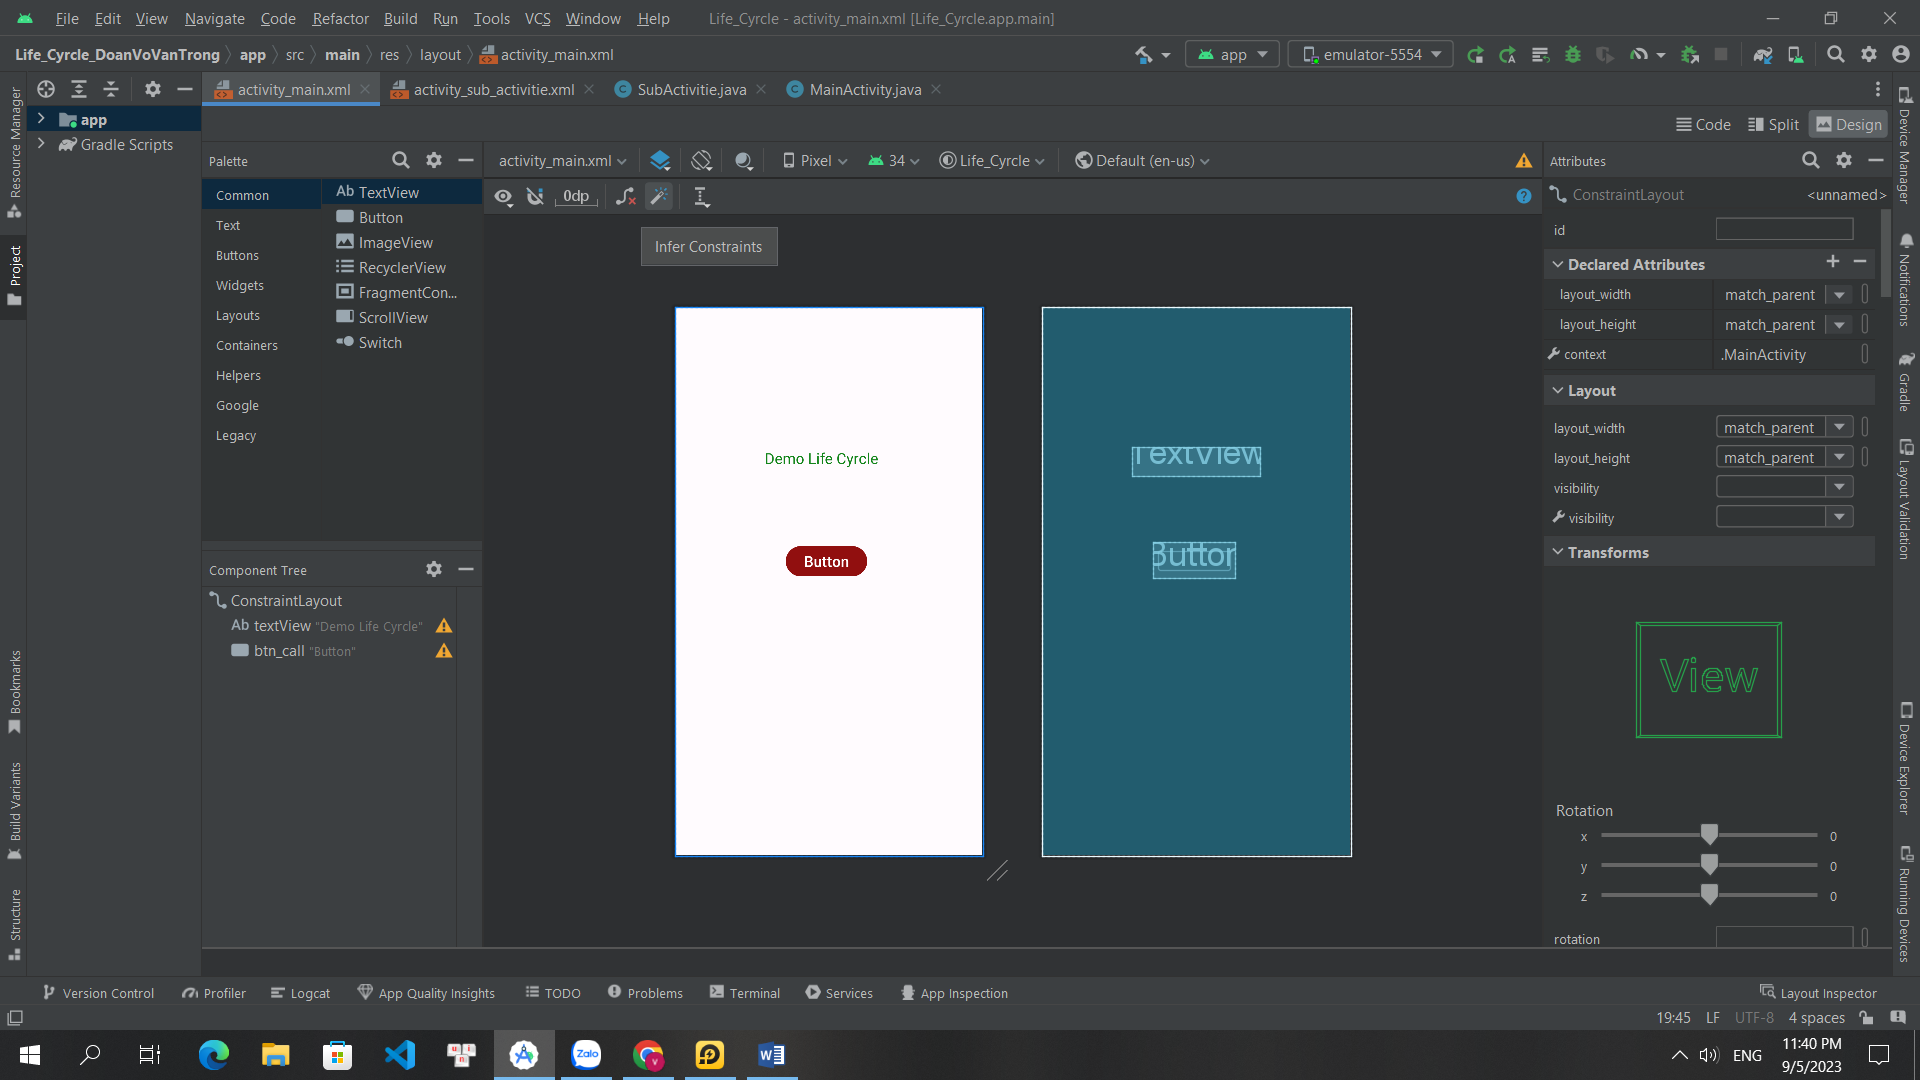 File Edit View Navigate Code Refactor Build Run Tools VCS Window Help Life_Cyrcle - activity_main.xml [Life_Cyrcle.app.main]
Life_Cyrcle_DoanVoVanTrong app src main res layout activity_main.xml app emulator-5554
activity_main.xml activity_sub_activitie.xml SubActivitie.java MainActivity.java
Resource Manager
Project
Bookmarks
Build Variants
Structure
app
Gradle Scripts
Code Split Design
Palette
Common
Text
Buttons
Widgets
Layouts
Containers
Helpers
Google
Legacy
Ab TextView
Button
ImageView
RecyclerView
FragmentCon...
ScrollView
Switch
Component Tree
ConstraintLayout
Ab textView "Demo Life Cyrcle"
btn_call "Button"
activity_main.xml Pixel 34 Life_Cyrcle Default (en-us)
0dp
Infer Constraints
Demo Life Cyrcle
Button
TextView
Button
Attributes
ConstraintLayout <unnamed>
id
Declared Attributes
layout_width match_parent
layout_height match_parent
context .MainActivity
Layout
layout_width match_parent
layout_height match_parent
visibility
visibility
Transforms
View
Rotation
x 0
y 0
z 0
rotation
Device Manager
Notifications
Gradle
Layout Validation
Device Explorer
Running Devices
Version Control Profiler Logcat App Quality Insights TODO Problems Terminal Services App Inspection Layout Inspector
19:45 LF UTF-8 4 spaces
Zalo
V
ENG
11:40 PM
9/5/2023